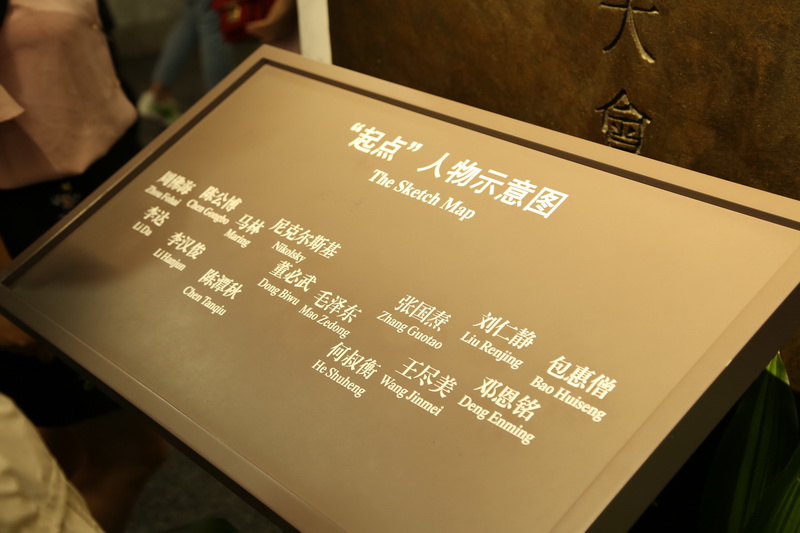 大
會
“起点”人物示意图
The Sketch Map
周佛海
Zhou Fohai
陈公博
Chen Gongbo
马林
Maring
尼克尔斯基
Nikolsky
李达
Li Da
李汉俊
Li Hanjun
陈潭秋
Chen Tanqiu
董必武
Dong Biwu
毛泽东
Mao Zedong
张国焘
Zhang Guotao
刘仁静
Liu Renjing
包惠僧
Bao Huiseng
何叔衡
He Shuheng
王尽美
Wang Jinmei
邓恩铭
Deng Enming